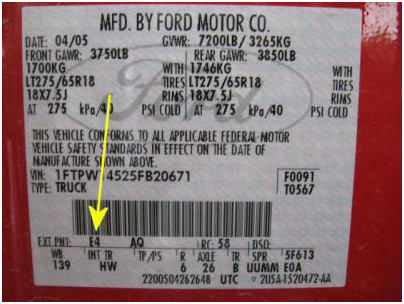 MFD. BY FORD MOTOR CO.
DATE: 04/05 GVWR: 7200LB/ 3265KG
FRONT GAWR: 3750LB REAR GAWR: 3850LB
1700KG WITH 1746KG WITH
LT275/65R18 TIRES LT275/65R18 TIRES
18X7.5J RIMS 18X7.5J RIMS
AT 275 kPa/40 PSI COLD AT 275 kPa/40 PSI COLD
THIS VEHICLE CONFORMS TO ALL APPLICABLE FEDERAL MOTOR
VEHICLE SAFETY STANDARDS IN EFFECT ON THE DATE OF
MANUFACTURE SHOWN ABOVE.
VIN: 1FTPW14525FB20671 F0091
TYPE: TRUCK T0567
EXT PNT: E4 AQ RC: 58 DSO:
WB INT TR TP/PS R AXLE TR SPR 5F613
139 HW 6 26 B UUMM E0A
2200504262648 UTC 2U5A-1520472-AA
Ford